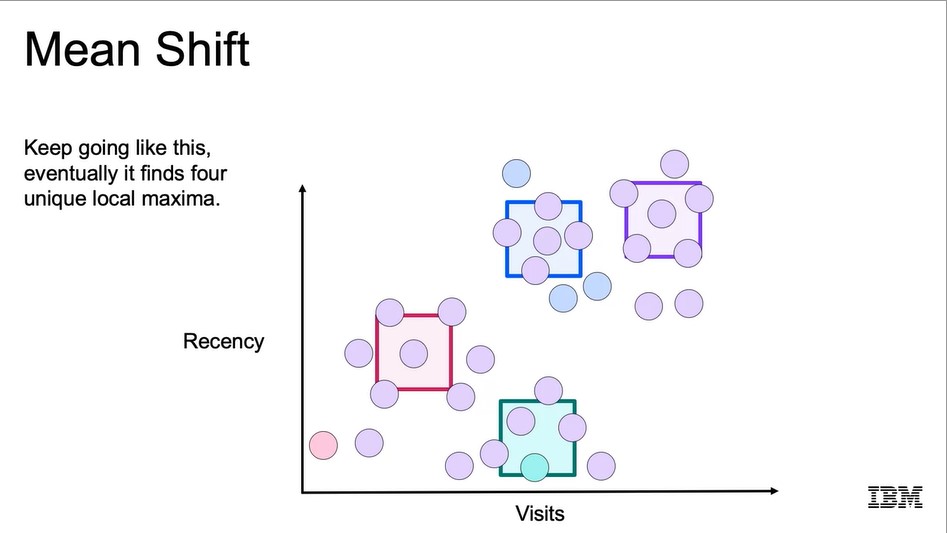 Mean Shift
Keep going like this,
eventually it finds four
unique local maxima.
Recency
Visits
IBM